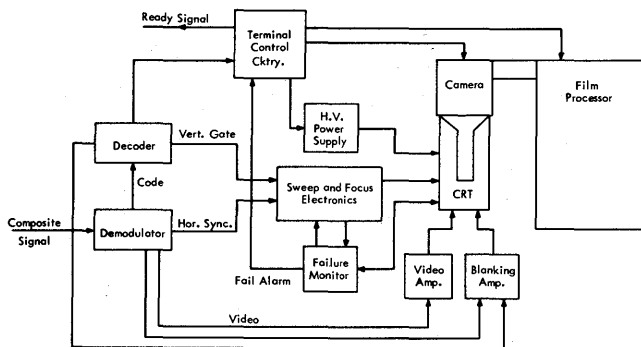 Ready Signal
Terminal
Control
Cktry.
Camera
Film
Processor
H.V.
Power
Supply
Decoder
Vert. Gate
Code
Sweep and Focus
Electronics
CRT
Composite
Signal
Demodulator
Hor. Sync.
Fail Alarm
Failure
Monitor
Video
Amp.
Blanking
Amp.
Video